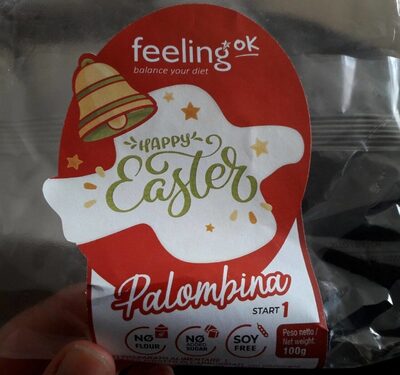 feeling OK
balance your diet
HAPPY
Easter
Palombina
START 1
NO
FLOUR
NO
ADDED
SUGAR
SOY
FREE
Peso netto/
Net weight.
100g